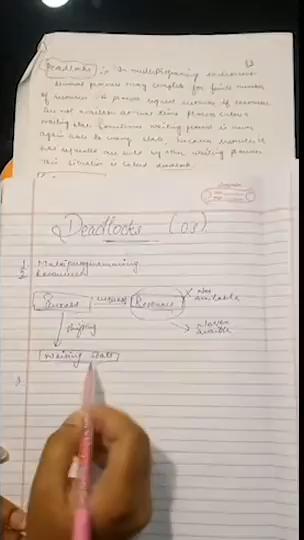 Deadlocks :- In multiprogramming environment
several process may compete for finite number
of resources. A process request resources if resources
are not available at that time process enters a
waiting state. Sometimes waiting process is never
again able to change state, because resources it
has requested are held by other waiting process.
This situation is called deadlock
Deadlocks (OS)
Multiprogramming
Resources
Process request Resource Not available
available
Waiting State